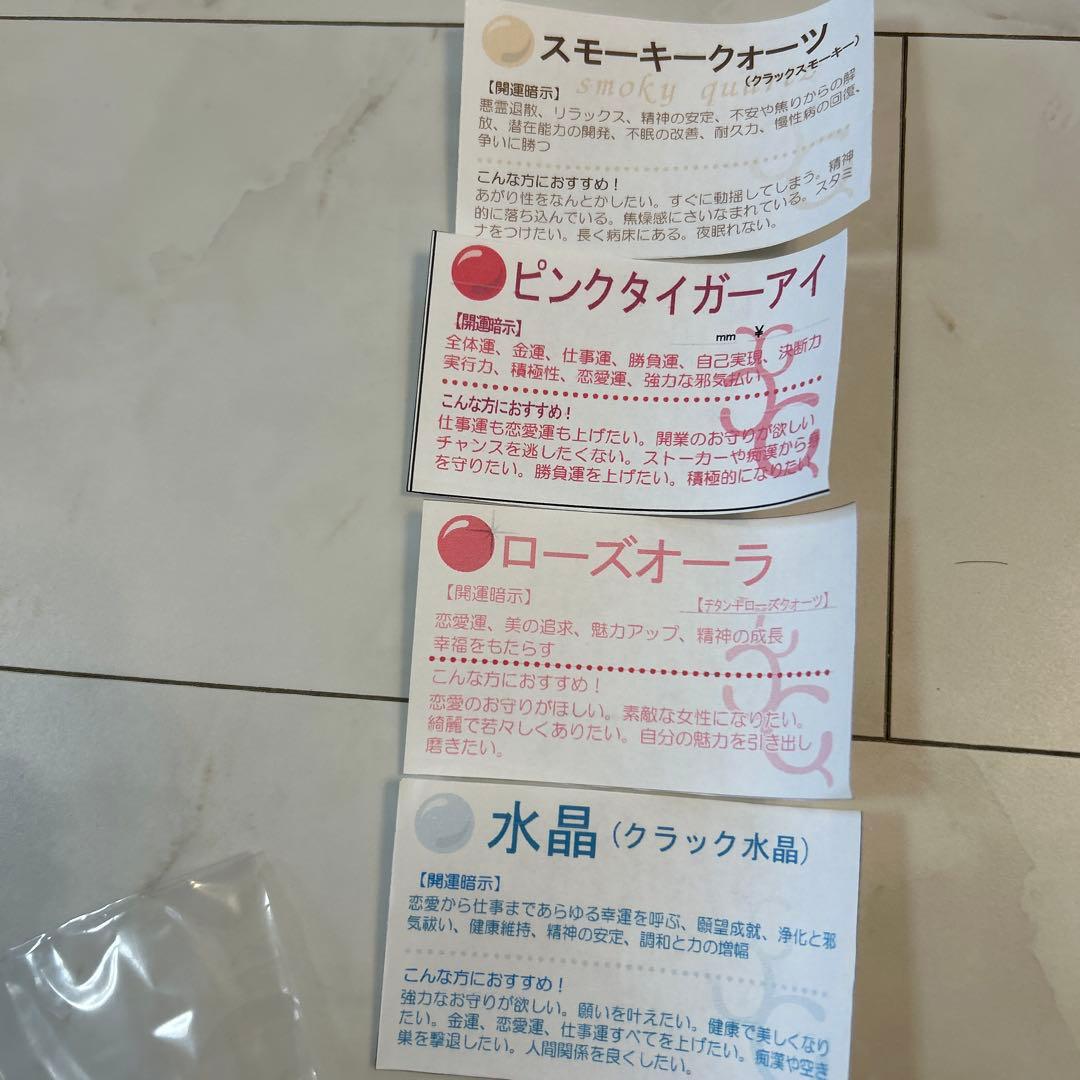 スモーキークォーツ
(クラックスモーキー)
smoky quartz
【開運暗示】
悪霊退散、リラックス、精神の安定、不安や焦りからの解
放、潜在能力の開発、不眠の改善、耐久力、慢性病の回復、
争いに勝つ
こんな方におすすめ！
あがり性をなんとかしたい。すぐに動揺してしまう。精神
的に落ち込んでいる。焦燥感にさいなまれている。スタミ
ナをつけたい。長く病床にある。夜眠れない。
ピンクタイガーアイ
【開運暗示】
mm ¥
全体運、金運、仕事運、勝負運、自己実現、決断力
実行力、積極性、恋愛運、強力な邪気払い
こんな方におすすめ！
仕事運も恋愛運も上げたい。開業のお守りが欲しい
チャンスを逃したくない。ストーカーや痴漢から身
を守りたい。勝負運を上げたい。積極的になりたい
ローズオーラ
【開運暗示】
【チタンギローズクォーツ】
恋愛運、美の追求、魅力アップ、精神の成長
幸福をもたらす
こんな方におすすめ！
恋愛のお守りがほしい。素敵な女性になりたい。
綺麗で若々しくありたい。自分の魅力を引き出し
磨きたい。
水晶(クラック水晶)
【開運暗示】
恋愛から仕事まであらゆる幸運を呼ぶ、願望成就、浄化と邪
気祓い、健康維持、精神の安定、調和と力の増幅
こんな方におすすめ！
強力なお守りが欲しい。願いを叶えたい。健康で美しくなり
たい。金運、恋愛運、仕事運すべてを上げたい。痴漢や空き
巣を撃退したい。人間関係を良くしたい。